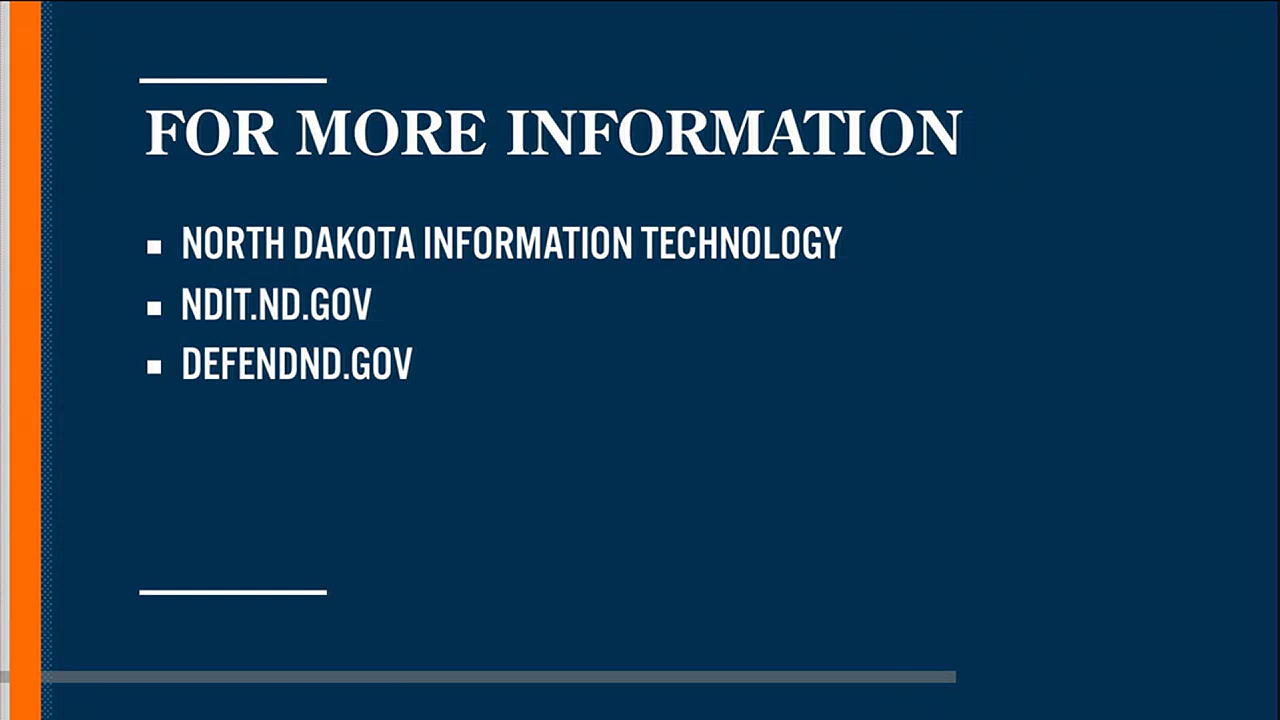 FOR MORE INFORMATION
NORTH DAKOTA INFORMATION TECHNOLOGY
NDIT.ND.GOV
DEFENDND.GOV